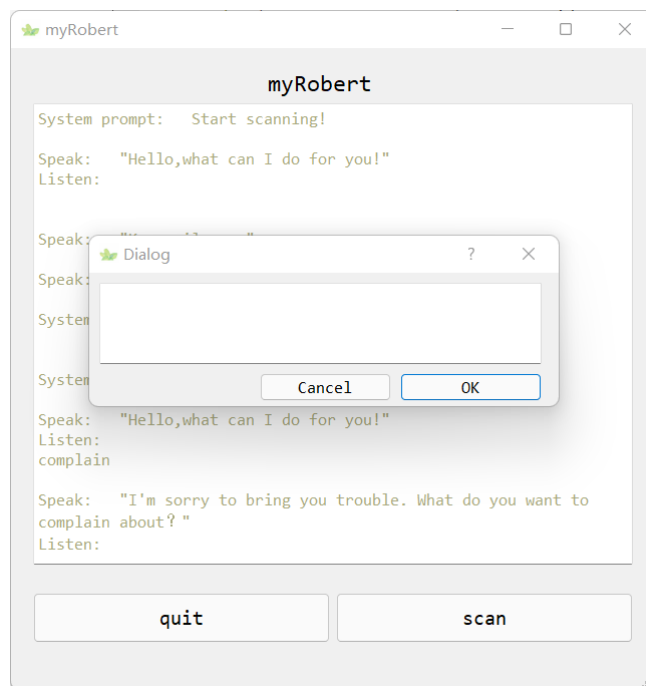 myRobert
myRobert
System prompt:   Start scanning!
Speak:   "Hello,what can I do for you!"
Listen:
Speak:
Dialog
?
Speak:
System
System
Cancel
OK
Speak:   "Hello,what can I do for you!"
Listen:
complain
Speak:   "I'm sorry to bring you trouble. What do you want to
complain about？"
Listen:
quit
scan